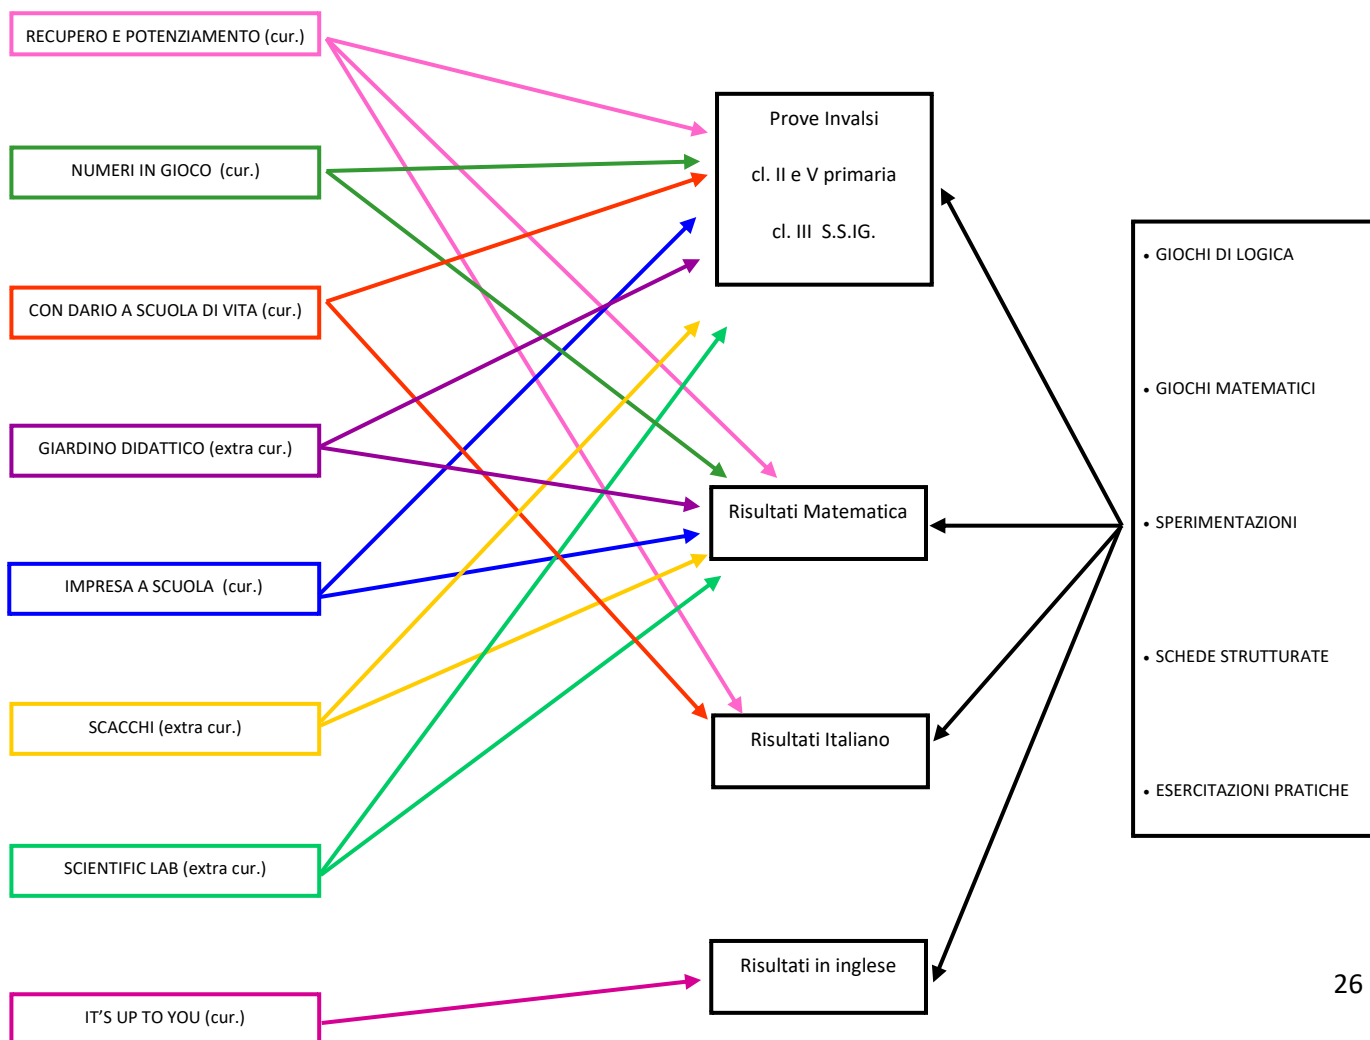 RECUPERO E POTENZIAMENTO (cur.)
NUMERI IN GIOCO (cur.)
CON DARIO A SCUOLA DI VITA (cur.)
GIARDINO DIDATTICO (extra cur.)
IMPRESA A SCUOLA (cur.)
SCACCHI (extra cur.)
SCIENTIFIC LAB (extra cur.)
IT’S UP TO YOU (cur.)
Prove Invalsi
cl. II e V primaria
cl. III S.S.IG.
Risultati Matematica
Risultati Italiano
Risultati in inglese
• GIOCHI DI LOGICA
• GIOCHI MATEMATICI
• SPERIMENTAZIONI
• SCHEDE STRUTTURATE
• ESERCITAZIONI PRATICHE
26